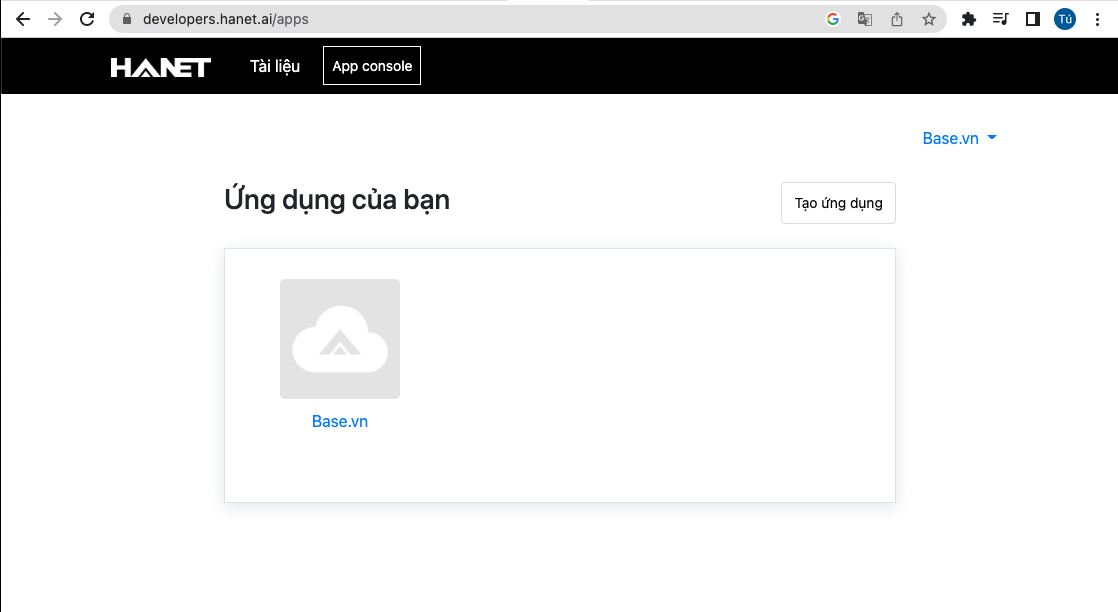 developers.hanet.ai/apps
Tú
HANET
Tài liệu
App console
Base.vn
Ứng dụng của bạn
Tạo ứng dụng
Base.vn